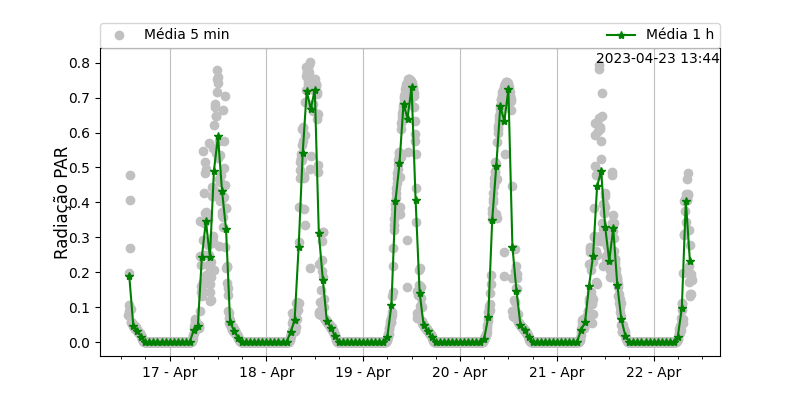 Média 5 min
Média 1 h
2023-04-23 13:44
Radiação PAR
0.8
0.7
0.6
0.5
0.4
0.3
0.2
0.1
0.0
17 - Apr
18 - Apr
19 - Apr
20 - Apr
21 - Apr
22 - Apr